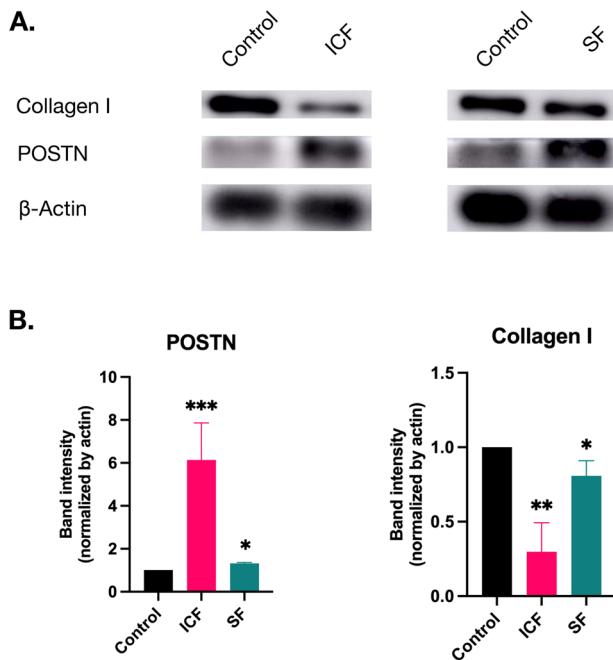 A.
Control ICF Control SF
Collagen I
POSTN
β-Actin
B.
POSTN
Band intensity
(normalized by actin)
10
8
6
4
2
0
***
*
Control ICF SF
Collagen I
Band intensity
(normalized by actin)
1.5
1.0
0.5
0.0
**
*
Control ICF SF